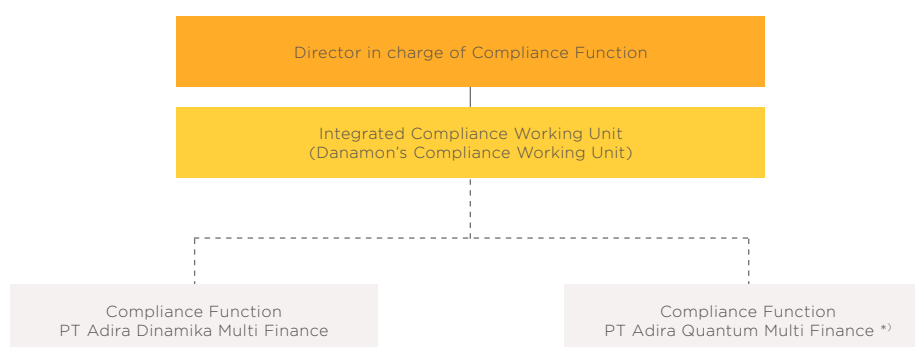 Director in charge of Compliance Function
Integrated Compliance Working Unit
(Danamon's Compliance Working Unit)
Compliance Function
PT Adira Dinamika Multi Finance
Compliance Function
PT Adira Quantum Multi Finance *)